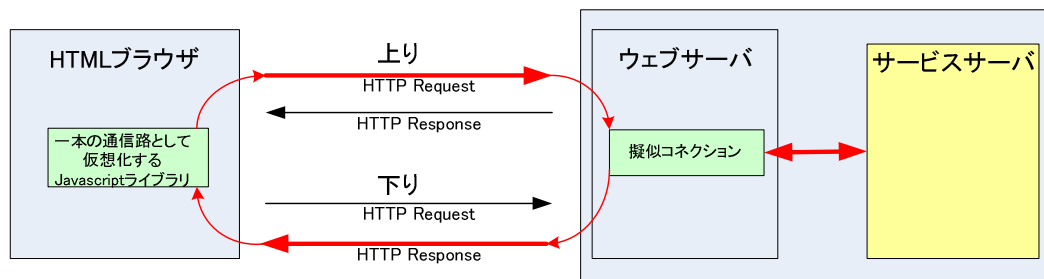 HTMLブラウザ
一本の通信路として
仮想化する
Javascriptライブラリ
上り
HTTP Request
HTTP Response
下り
HTTP Request
HTTP Response
ウェブサーバ
擬似コネクション
サービスサーバ